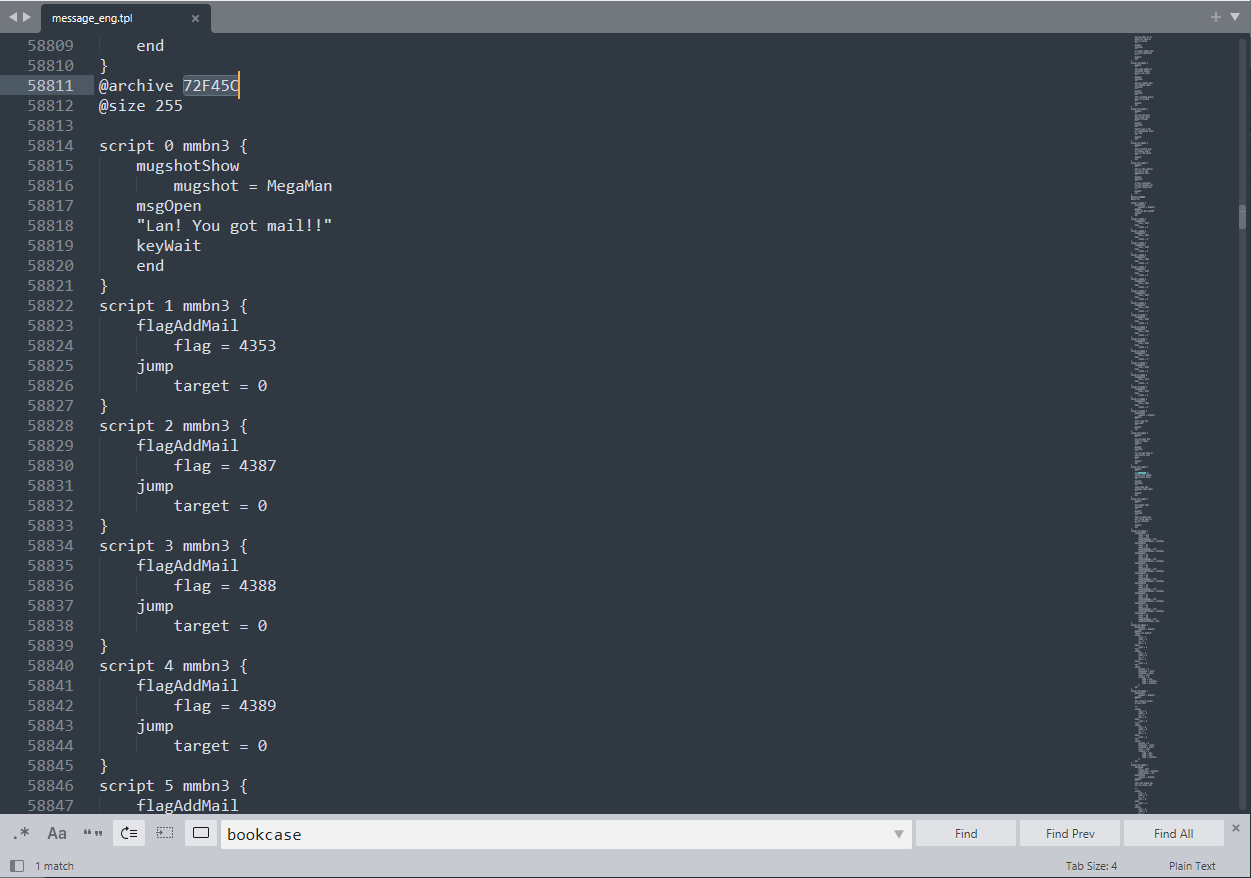 message_eng.tpl
58809 end
58810 }
58811 @archive 72F45C
58812 @size 255
58813
58814 script 0 mmbn3 {
58815 mugshotShow
58816 mugshot = MegaMan
58817 msgOpen
58818 "Lan! You got mail!!"
58819 keyWait
58820 end
58821 }
58822 script 1 mmbn3 {
58823 flagAddMail
58824 flag = 4353
58825 jump
58826 target = 0
58827 }
58828 script 2 mmbn3 {
58829 flagAddMail
58830 flag = 4387
58831 jump
58832 target = 0
58833 }
58834 script 3 mmbn3 {
58835 flagAddMail
58836 flag = 4388
58837 jump
58838 target = 0
58839 }
58840 script 4 mmbn3 {
58841 flagAddMail
58842 flag = 4389
58843 jump
58844 target = 0
58845 }
58846 script 5 mmbn3 {
58847 flagAddMail
.* Aa “” bookcase Find Find Prev Find All
1 match Tab Size: 4 Plain Text